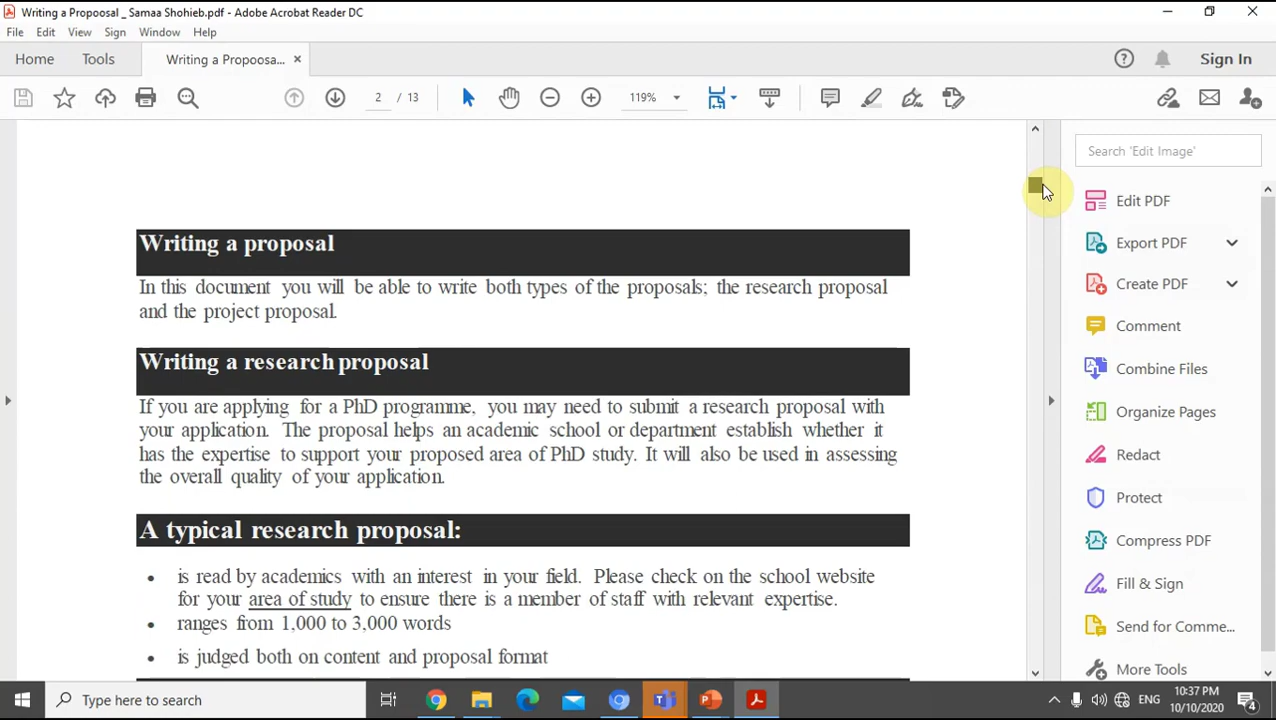 Writing a Propoosal _ Samaa Shohieb.pdf - Adobe Acrobat Reader DC
File Edit View Sign Window Help
Home Tools Writing a Propoosa... × Sign In
2 / 13 119%
Search 'Edit Image'
Writing a proposal
In this document you will be able to write both types of the proposals; the research proposal
and the project proposal.
Writing a research proposal
If you are applying for a PhD programme, you may need to submit a research proposal with
your application. The proposal helps an academic school or department establish whether it
has the expertise to support your proposed area of PhD study. It will also be used in assessing
the overall quality of your application.
A typical research proposal:
• is read by academics with an interest in your field. Please check on the school website
for your area of study to ensure there is a member of staff with relevant expertise.
• ranges from 1,000 to 3,000 words
• is judged both on content and proposal format
Edit PDF
Export PDF
Create PDF
Comment
Combine Files
Organize Pages
Redact
Protect
Compress PDF
Fill & Sign
Send for Comme...
More Tools
Type here to search
ENG
10:37 PM
10/10/2020
4